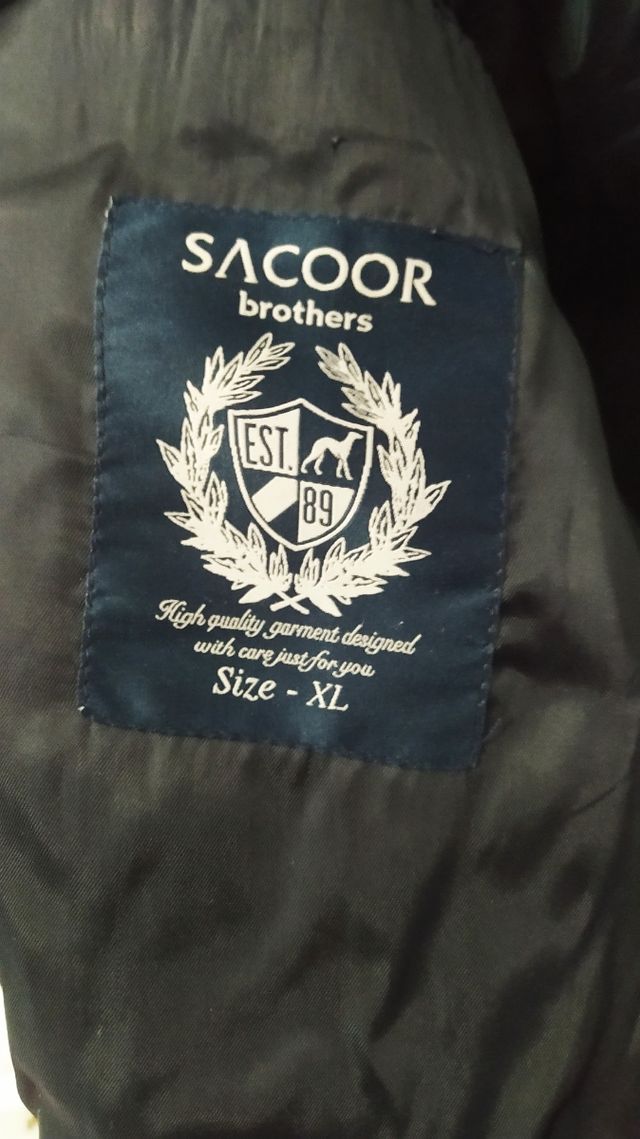 SACOOR
brothers
EST.
89
High quality garment designed
with care just for you
Size - XL